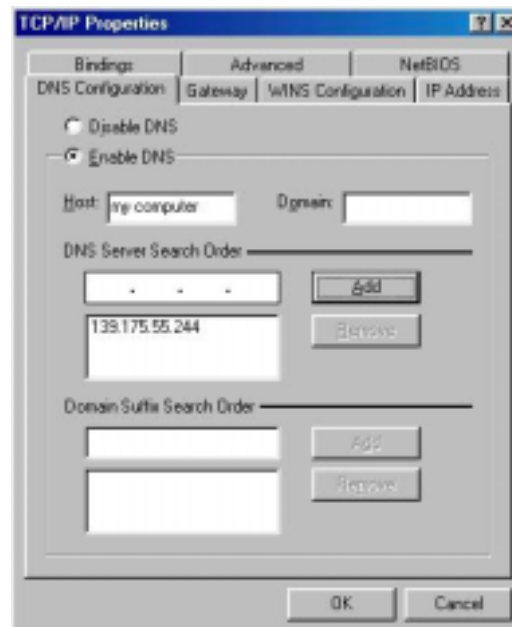 TCP/IP Properties
Bindings Advanced NetBIOS
DNS Configuration Gateway WINS Configuration IP Address
Disable DNS
Enable DNS
Host: my computer Domain:
DNS Server Search Order
. . . Add
139.175.55.244 Remove
Domain Suffix Search Order
Add
Remove
OK Cancel